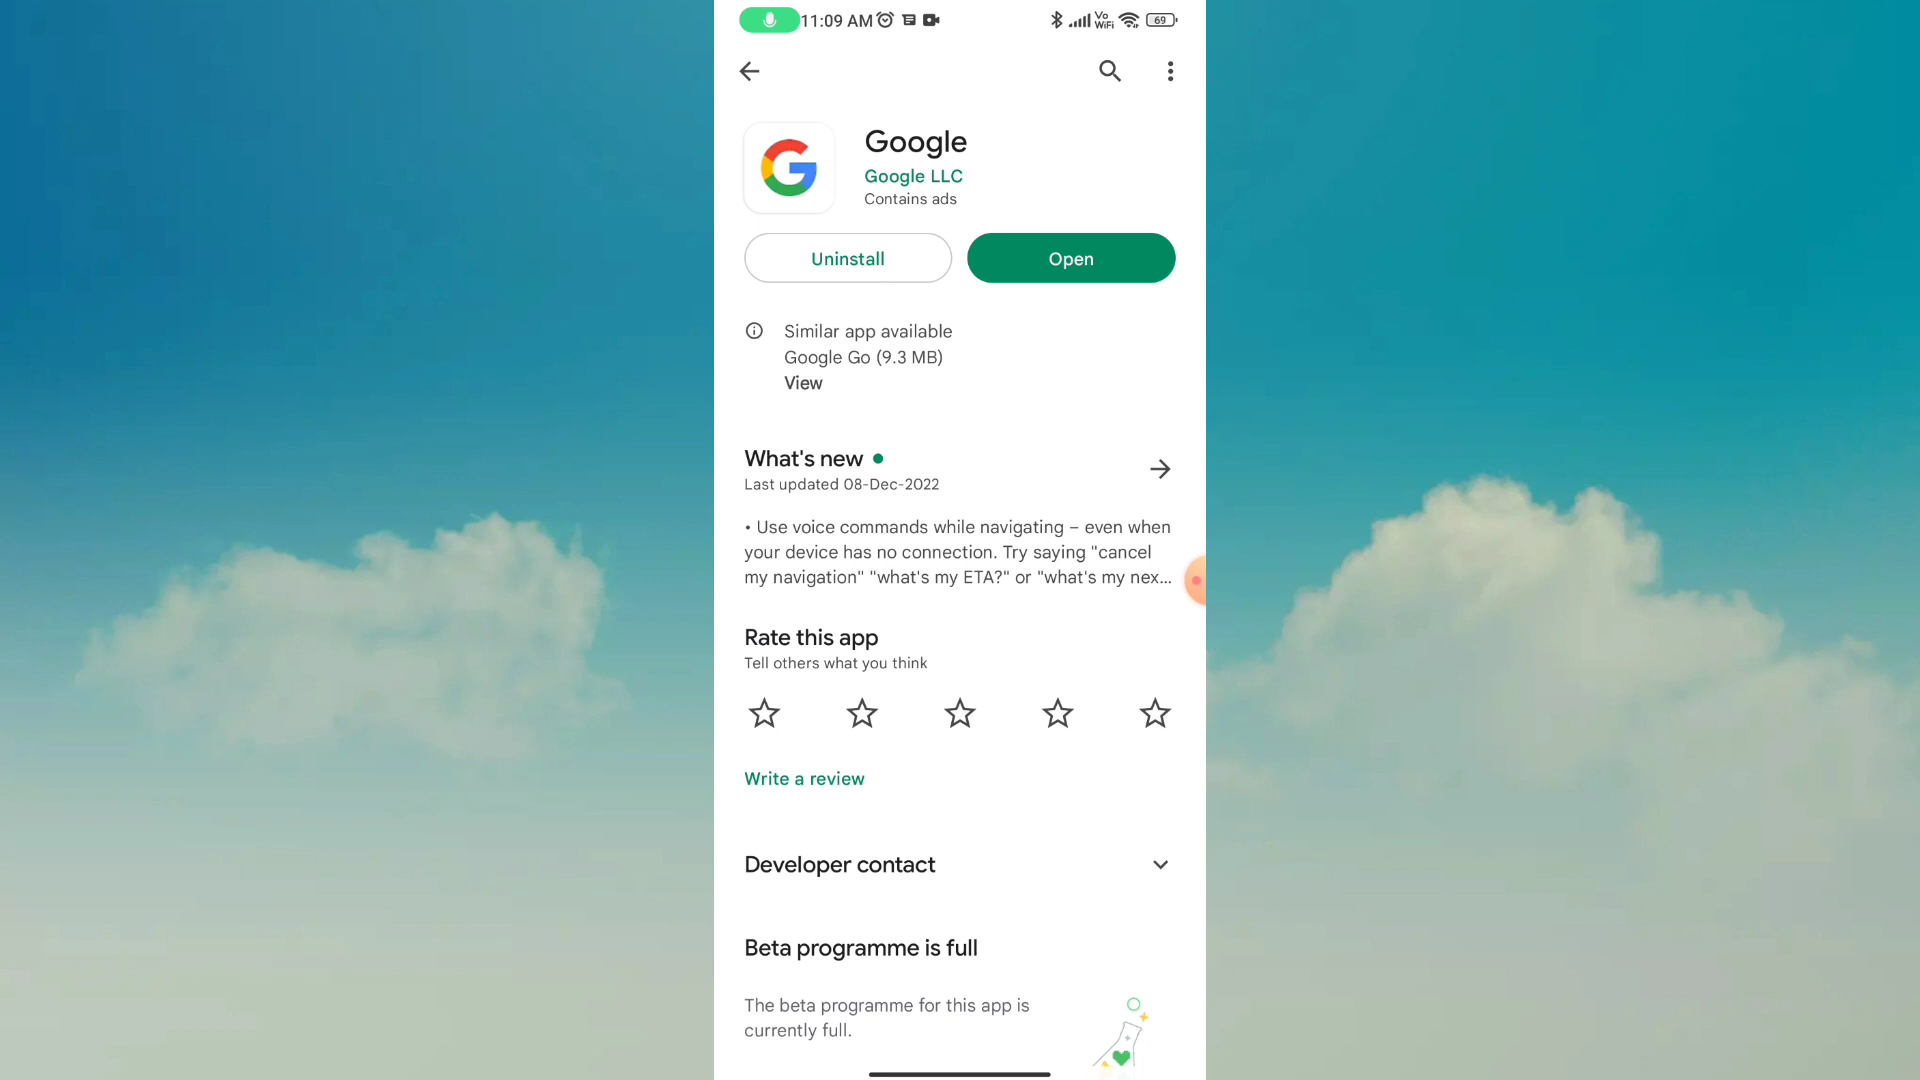 11:09 AM
Vo
WiFi
69
Google
Google LLC
Contains ads
Uninstall
Open
Similar app available
Google Go (9.3 MB)
View
What's new
Last updated 08-Dec-2022
• Use voice commands while navigating – even when
your device has no connection. Try saying "cancel
my navigation" "what's my ETA?" or "what's my nex...
Rate this app
Tell others what you think
Write a review
Developer contact
Beta programme is full
The beta programme for this app is
currently full.